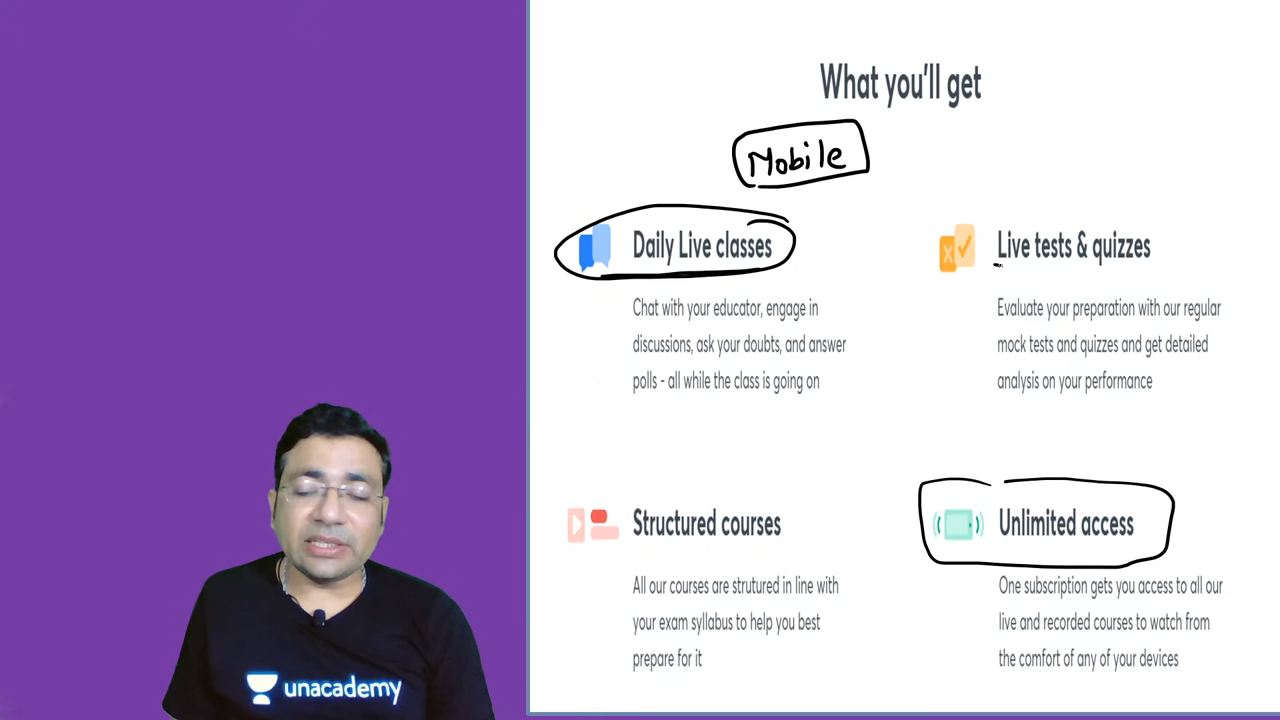 What you'll get
Mobile
Daily Live classes
Chat with your educator, engage in
discussions, ask your doubts, and answer
polls - all while the class is going on
Live tests & quizzes
Evaluate your preparation with our regular
mock tests and quizzes and get detailed
analysis on your performance
Structured courses
All our courses are strutured in line with
your exam syllabus to help you best
prepare for it
Unlimited access
One subscription gets you access to all our
live and recorded courses to watch from
the comfort of any of your devices
unacademy